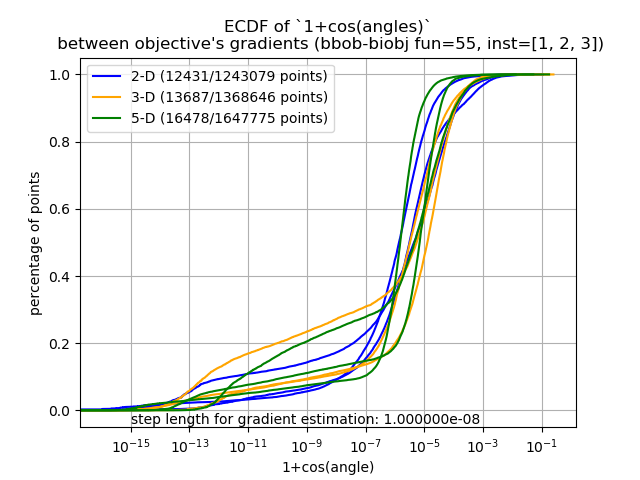 ECDF of `1+cos(angles)`
between objective's gradients (bbob-biobj fun=55, inst=[1, 2, 3])
2-D (12431/1243079 points)
3-D (13687/1368646 points)
5-D (16478/1647775 points)
percentage of points
1.0
0.8
0.6
0.4
0.2
0.0
step length for gradient estimation: 1.000000e-08
10⁻¹⁵ 10⁻¹³ 10⁻¹¹ 10⁻⁹ 10⁻⁷ 10⁻⁵ 10⁻³ 10⁻¹
1+cos(angle)